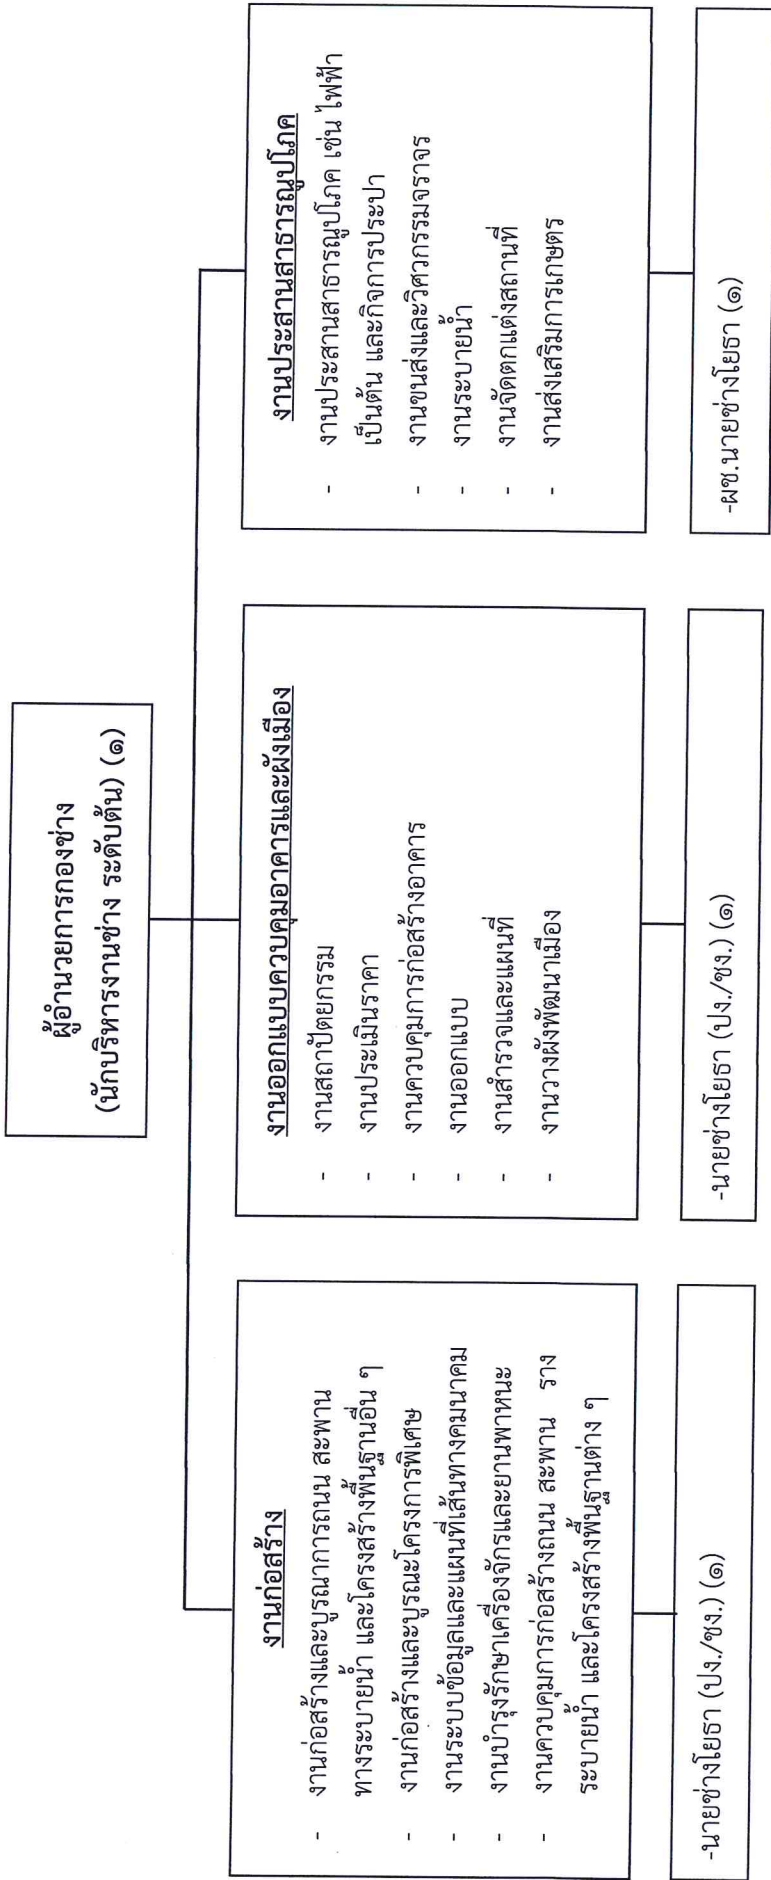 ผู้อำนวยการกองช่าง
(นักบริหารงานช่าง ระดับต้น) (๑)
งานก่อสร้าง
- งานก่อสร้างและบูรณาการถนน สะพาน
ทางระบายน้ำ และโครงสร้างพื้นฐานอื่น ๆ
- งานก่อสร้างและบูรณะโครงการพิเศษ
- งานระบบข้อมูลและแผนที่เส้นทางคมนาคม
- งานบำรุงรักษาเครื่องจักรและยานพาหนะ
- งานควบคุมการก่อสร้างถนน สะพาน ราง
ระบายน้ำ และโครงสร้างพื้นฐานต่าง ๆ
-นายช่างโยธา (ปง./ชง.) (๑)
งานออกแบบควบคุมอาคารและผังเมือง
- งานสถาปัตยกรรม
- งานประเมินราคา
- งานควบคุมการก่อสร้างอาคาร
- งานออกแบบ
- งานสำรวจและแผนที่
- งานวางผังพัฒนาเมือง
-นายช่างโยธา (ปง./ชง.) (๑)
งานประสานสาธารณูปโภค
- งานประสานสาธารณูปโภค เช่น ไฟฟ้า
เป็นต้น และกิจการประปา
- งานขนส่งและวิศวกรรมจราจร
- งานระบายน้ำ
- งานจัดตกแต่งสถานที่
- งานส่งเสริมการเกษตร
-ผช.นายช่างโยธา (๑)